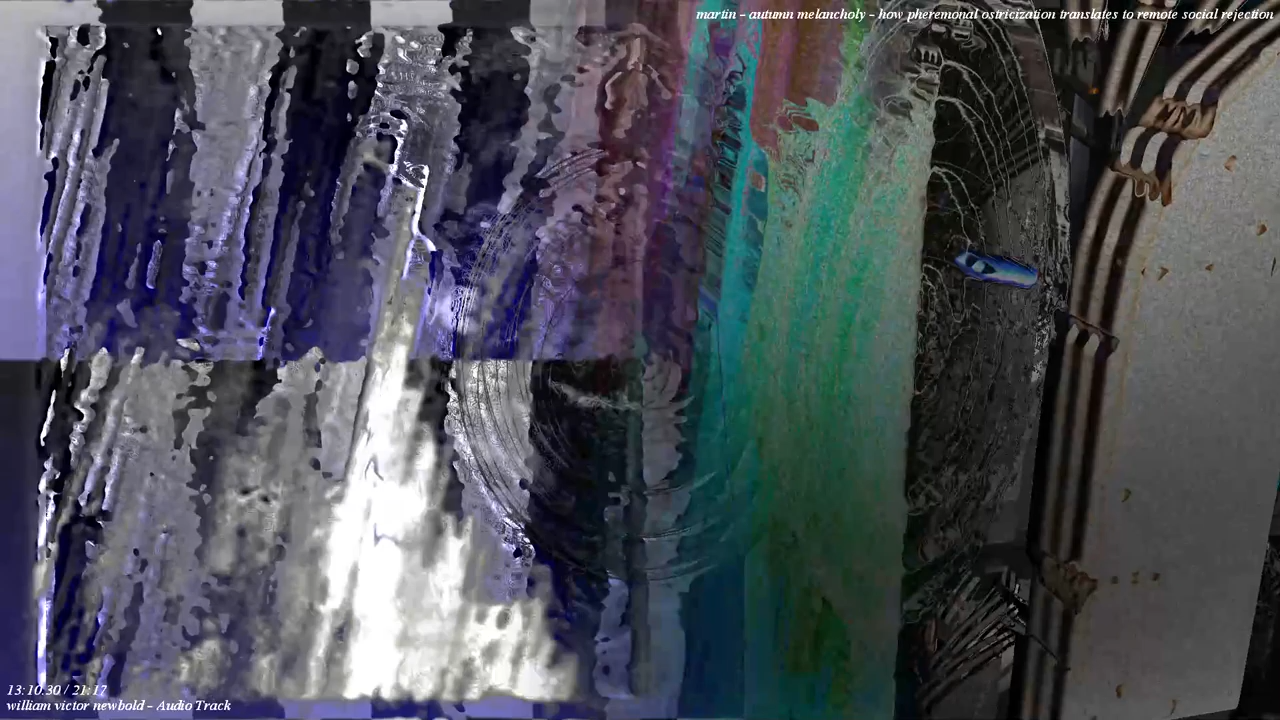 martin - autumn melancholy - how pheremonal ostricization translates to remote social rejection
13:10.30 / 21:17
william victor newbold - Audio Track